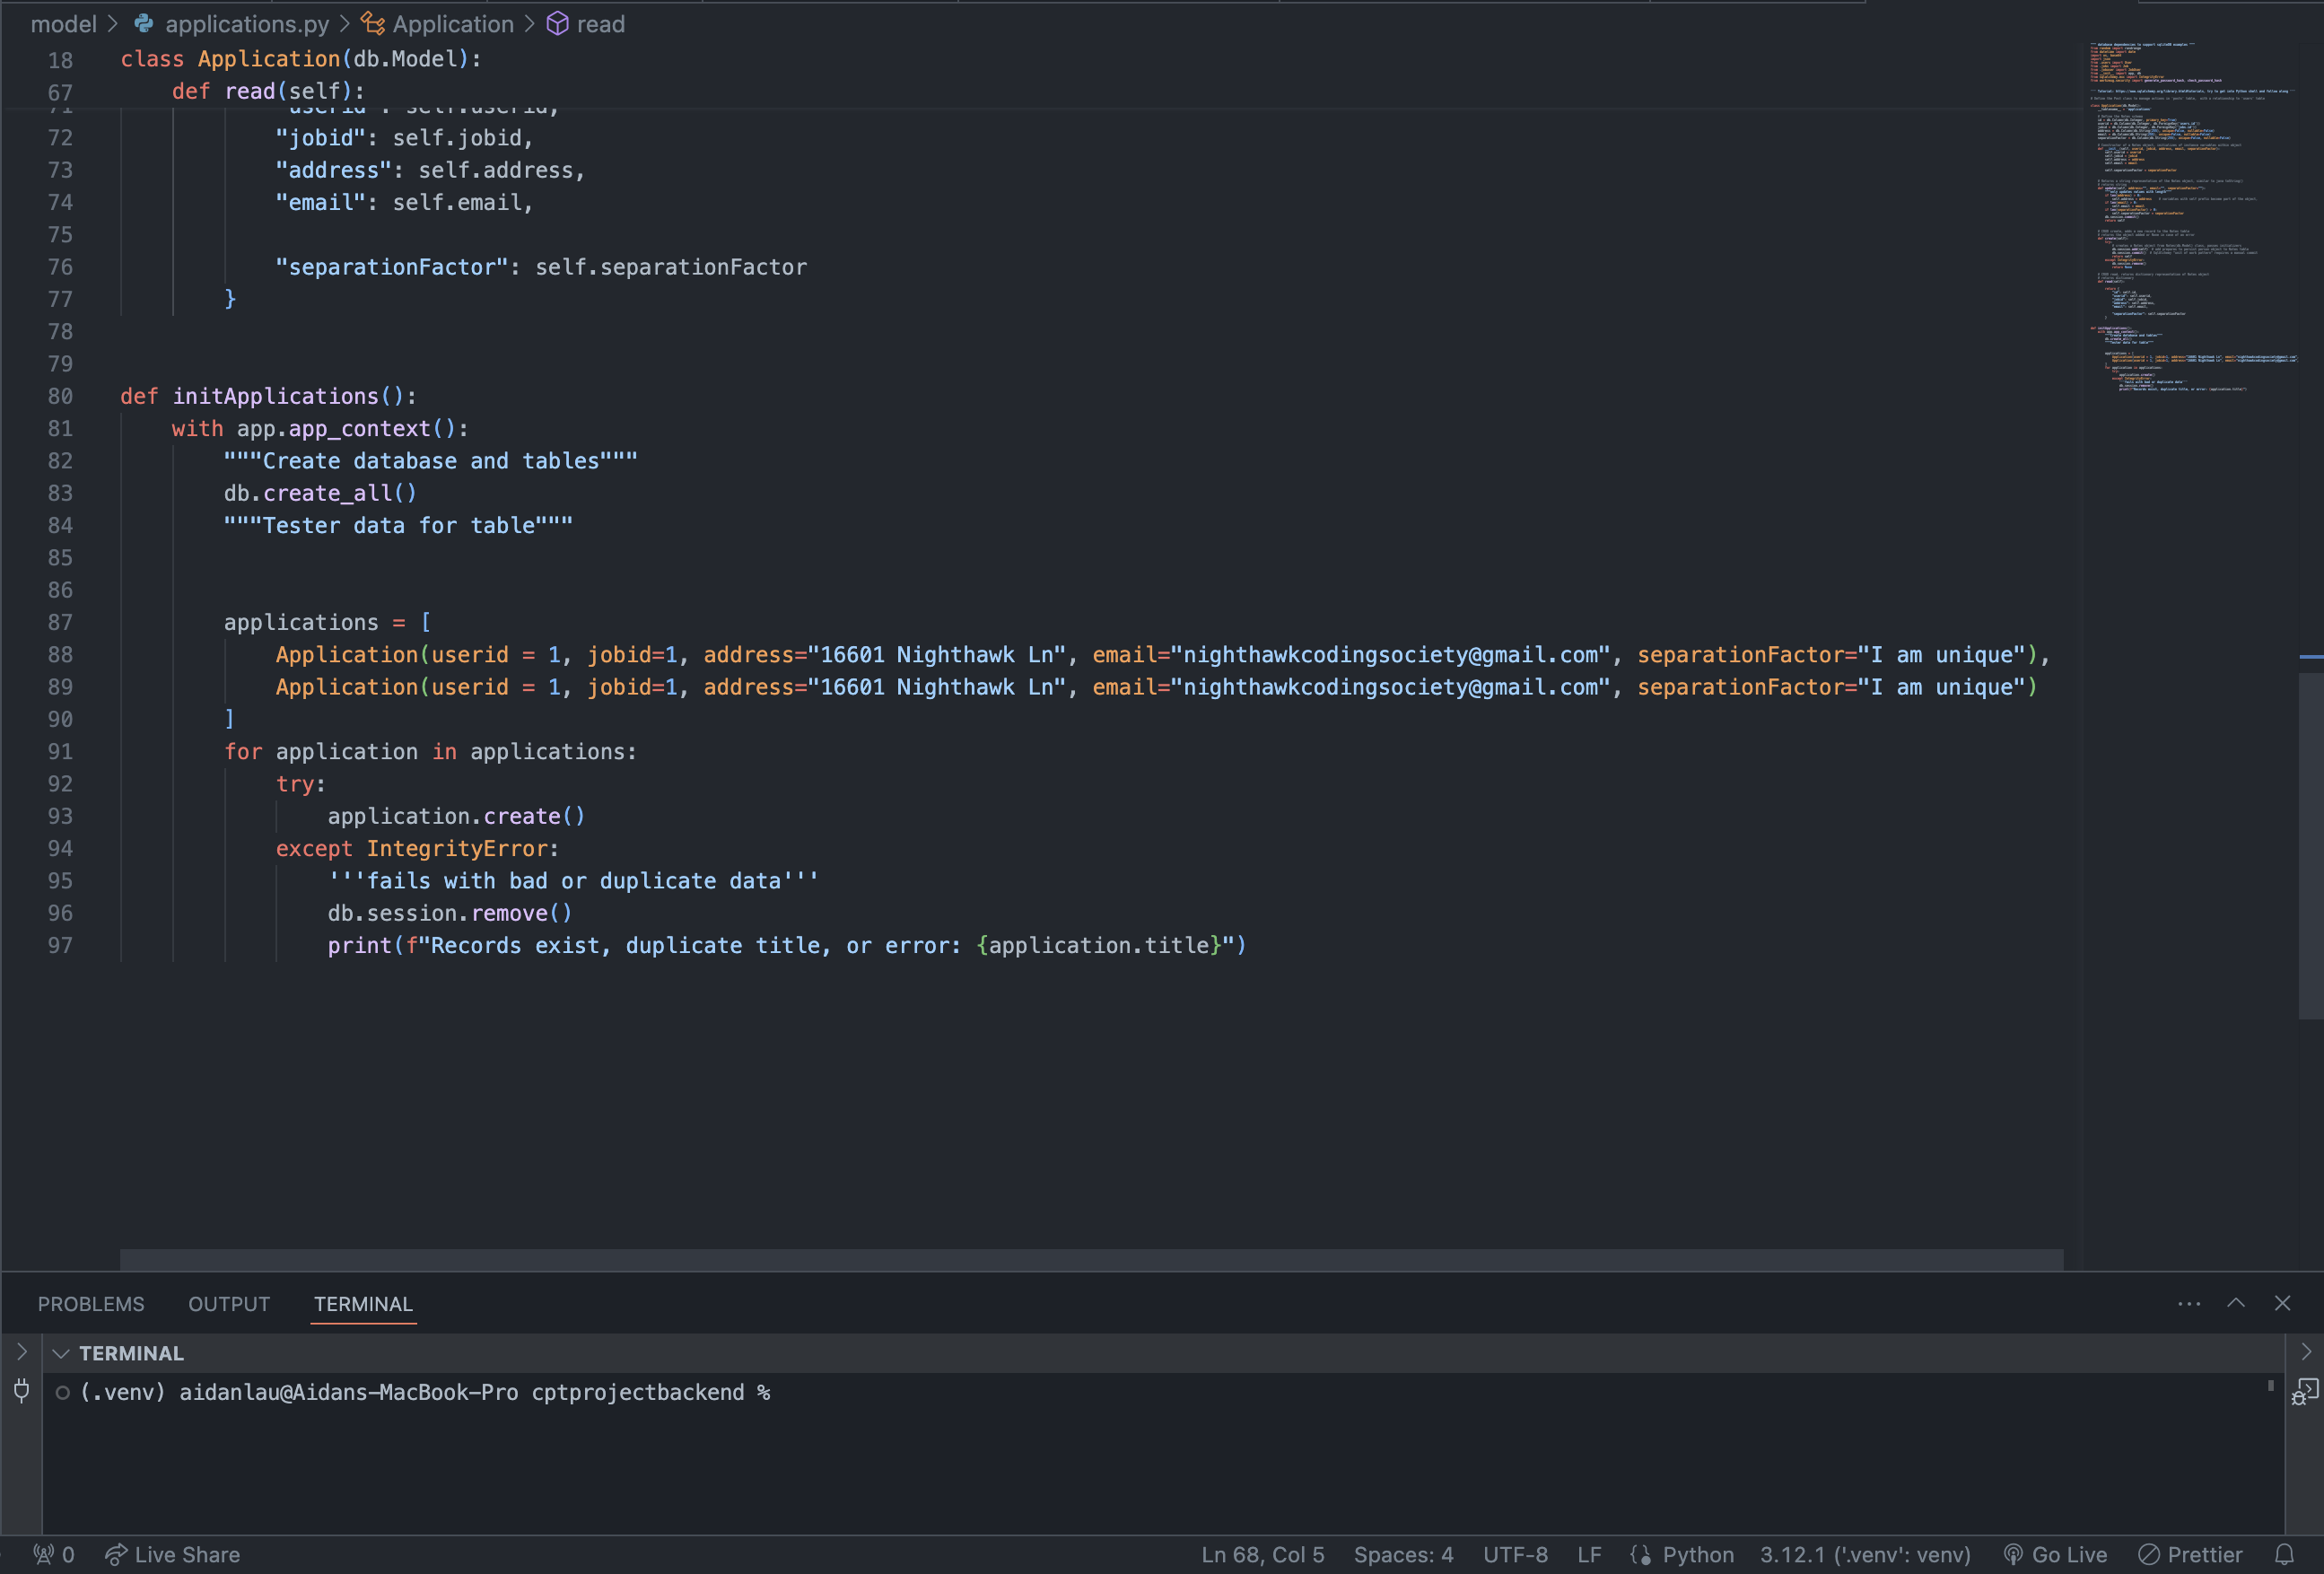 model > applications.py > Application > read
18 class Application(db.Model):
67 def read(self):
71 "userid": self.userid,
72 "jobid": self.jobid,
73 "address": self.address,
74 "email": self.email,
75
76 "separationFactor": self.separationFactor
77 }
78
79
80 def initApplications():
81 with app.app_context():
82 """Create database and tables"""
83 db.create_all()
84 """Tester data for table"""
85
86
87 applications = [
88 Application(userid = 1, jobid=1, address="16601 Nighthawk Ln", email="nighthawkcodingsociety@gmail.com", separationFactor="I am unique"),
89 Application(userid = 1, jobid=1, address="16601 Nighthawk Ln", email="nighthawkcodingsociety@gmail.com", separationFactor="I am unique")
90 ]
91 for application in applications:
92 try:
93 application.create()
94 except IntegrityError:
95 '''fails with bad or duplicate data'''
96 db.session.remove()
97 print(f"Records exist, duplicate title, or error: {application.title}")
PROBLEMS OUTPUT TERMINAL
TERMINAL
(.venv) aidanlau@Aidans-MacBook-Pro cptprojectbackend %
0 Live Share Ln 68, Col 5 Spaces: 4 UTF-8 LF Python 3.12.1 ('.venv': venv) Go Live Prettier